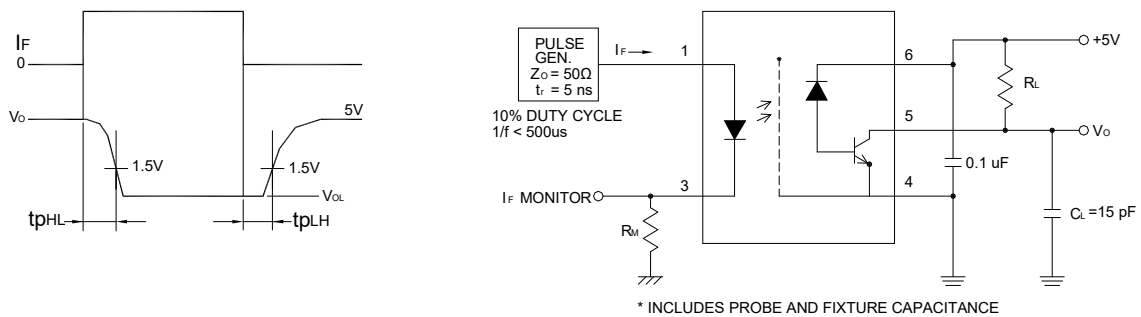 IF
0
VO
5V
1.5V
1.5V
VOL
tpHL
tpLH
PULSE
GEN.
ZO = 50Ω
tr = 5 ns
10% DUTY CYCLE
1/f < 500us
IF
1
6
+5V
RL
5
VO
0.1 uF
IF MONITOR
3
4
RM
CL =15 pF
* INCLUDES PROBE AND FIXTURE CAPACITANCE